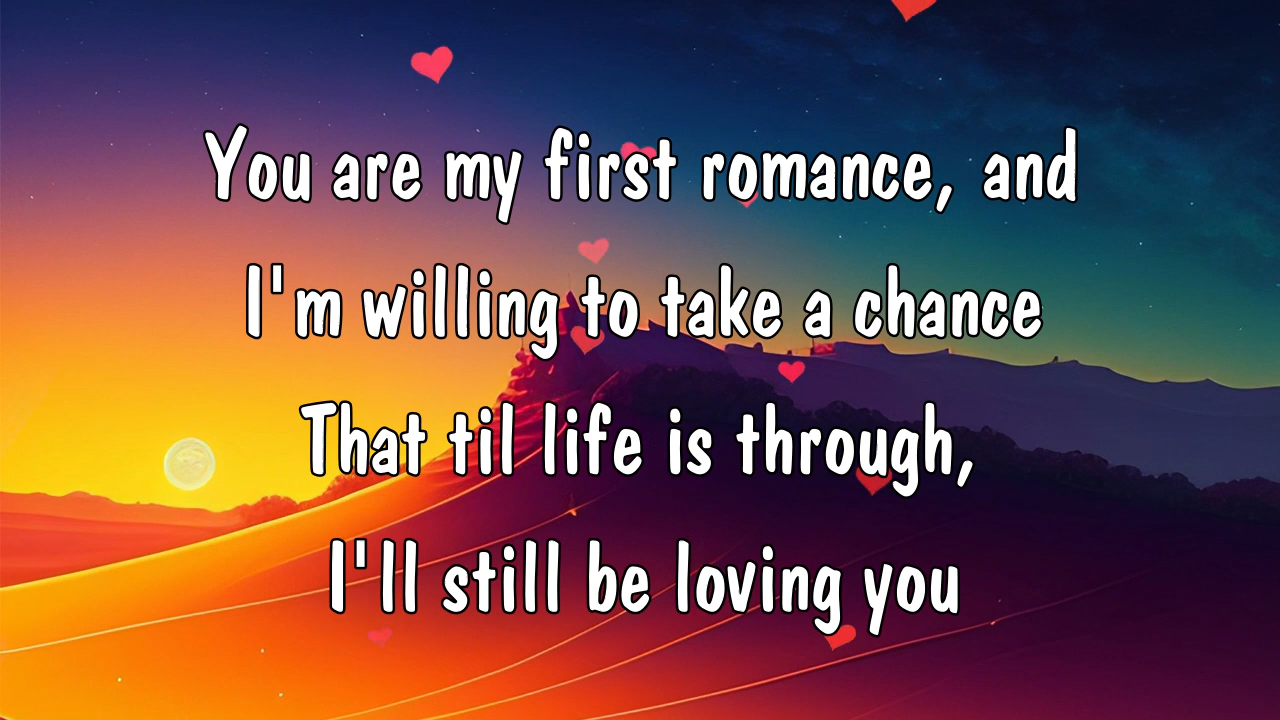 You are my first romance, and
I'm willing to take a chance
That til life is through,
I'll still be loving you